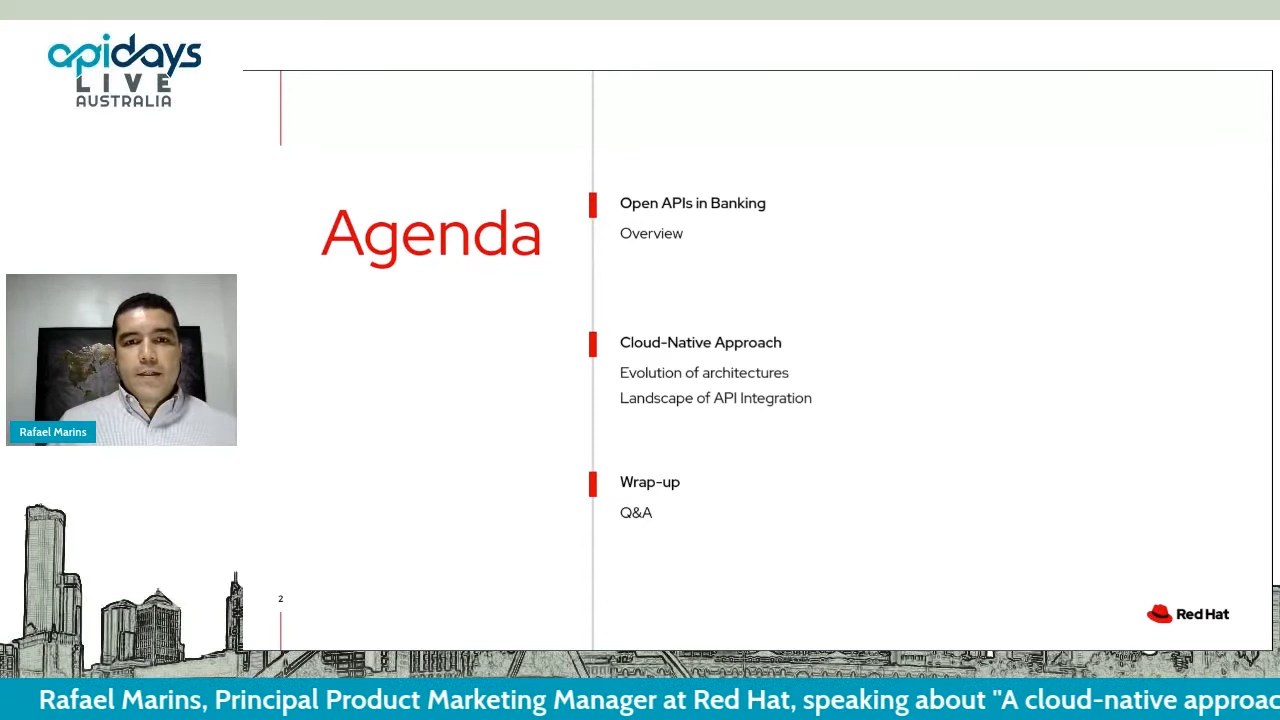 apidays
LIVE
AUSTRALIA
Agenda
Open APIs in Banking
Overview
Cloud-Native Approach
Evolution of architectures
Landscape of API Integration
Wrap-up
Q&A
Rafael Marins
2
Red Hat
Rafael Marins, Principal Product Marketing Manager at Red Hat, speaking about "A cloud-native approac